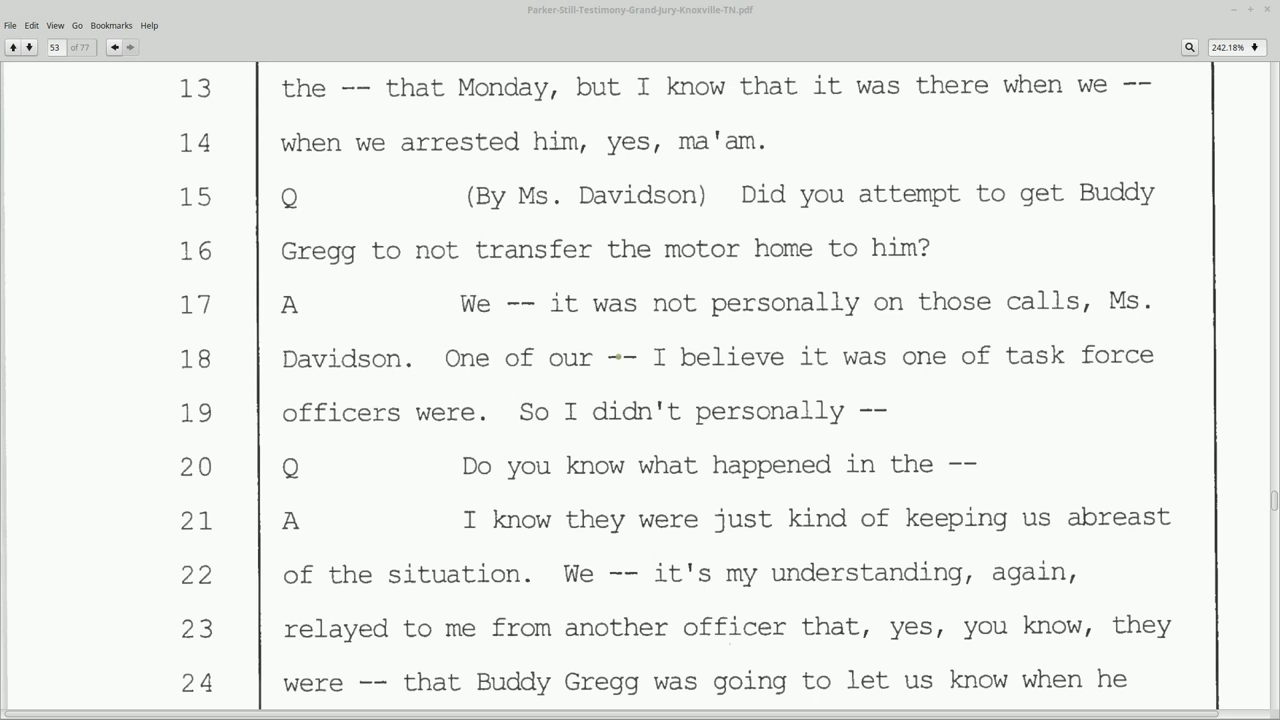 Parker-Still-Testimony-Grand-Jury-Knoxville-TN.pdf
File Edit View Go Bookmarks Help
53 of 77 242.18%
13 the -- that Monday, but I know that it was there when we --
14 when we arrested him, yes, ma'am.
15 Q (By Ms. Davidson) Did you attempt to get Buddy
16 Gregg to not transfer the motor home to him?
17 A We -- it was not personally on those calls, Ms.
18 Davidson. One of our -- I believe it was one of task force
19 officers were. So I didn't personally --
20 Q Do you know what happened in the --
21 A I know they were just kind of keeping us abreast
22 of the situation. We -- it's my understanding, again,
23 relayed to me from another officer that, yes, you know, they
24 were -- that Buddy Gregg was going to let us know when he